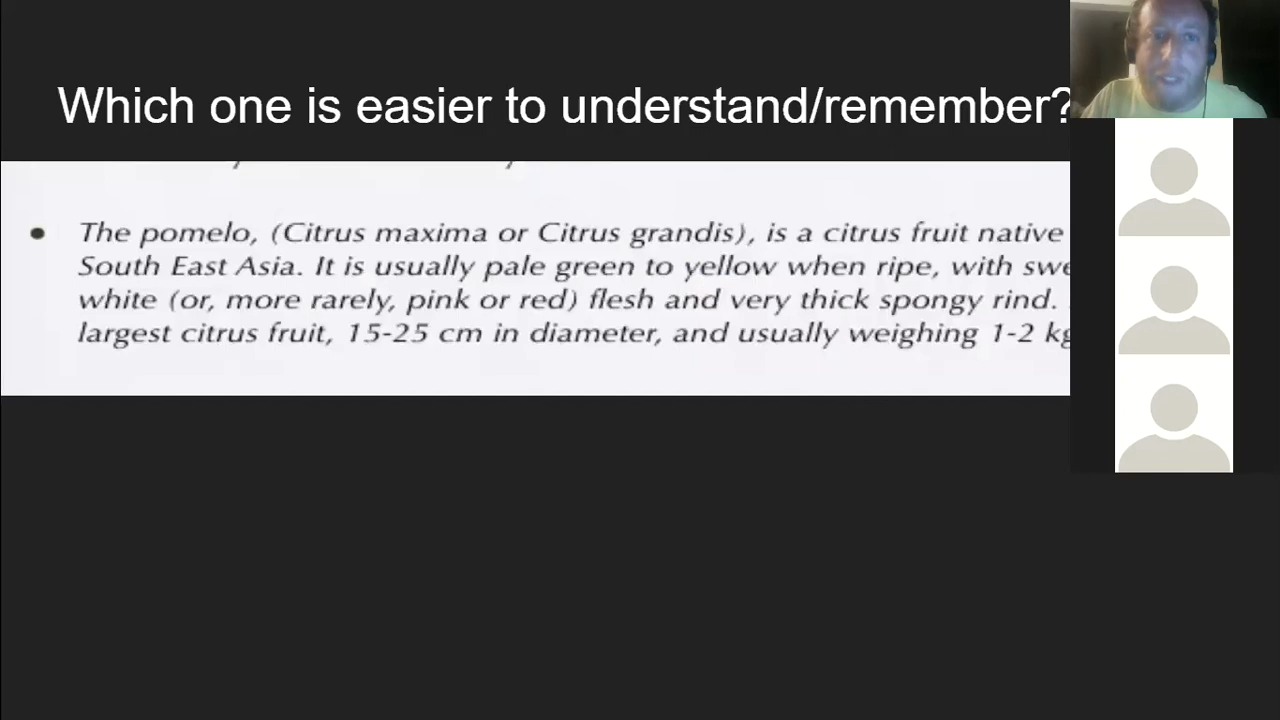 Which one is easier to understand/remember?
• The pomelo, (Citrus maxima or Citrus grandis), is a citrus fruit native
South East Asia. It is usually pale green to yellow when ripe, with
white (or, more rarely, pink or red) flesh and very thick spongy rind.
largest citrus fruit, 15-25 cm in diameter, and usually weighing 1-2